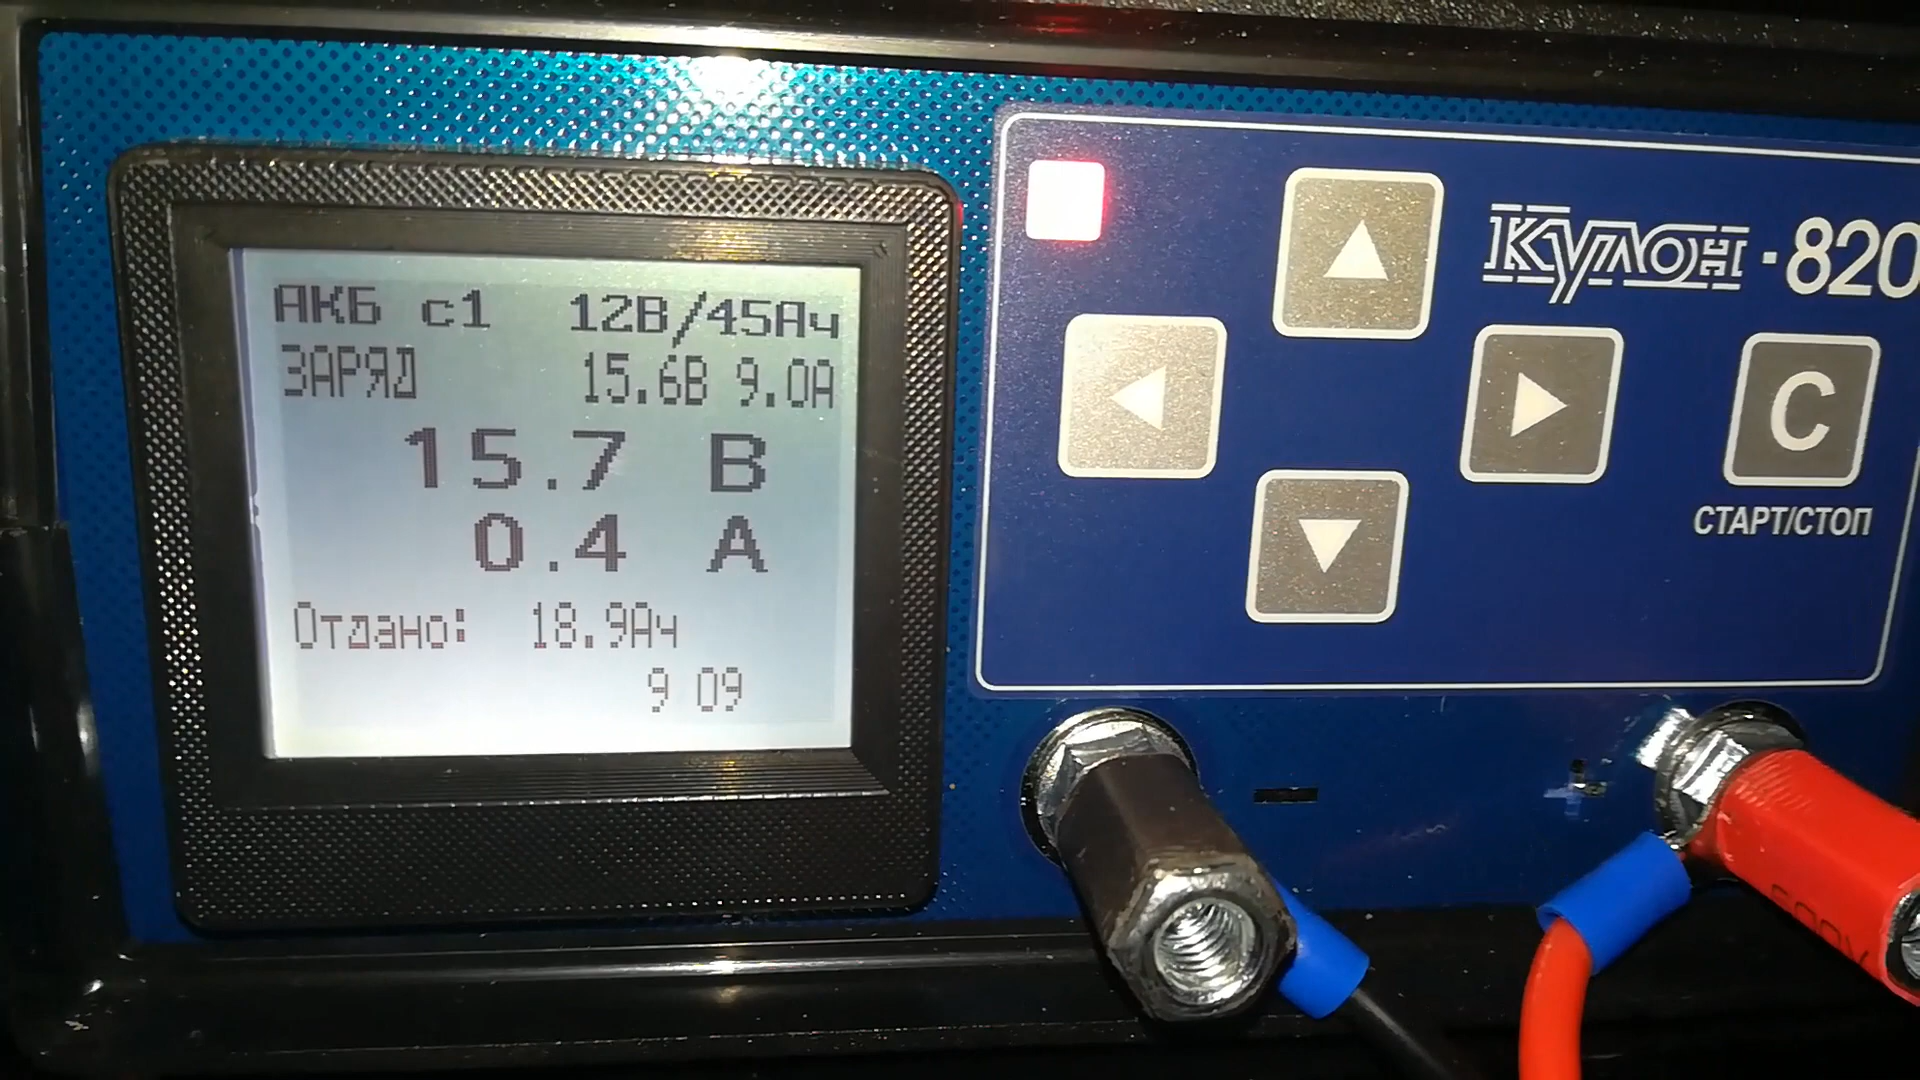 АКБ с1 12В/45Ач
ЗАРЯД 15.6В 9.0А
15.7 В
0.4 А
Отдано: 18.9Ач
9 09
КУЛОН-820
С
СТАРТ/СТОП
-
+